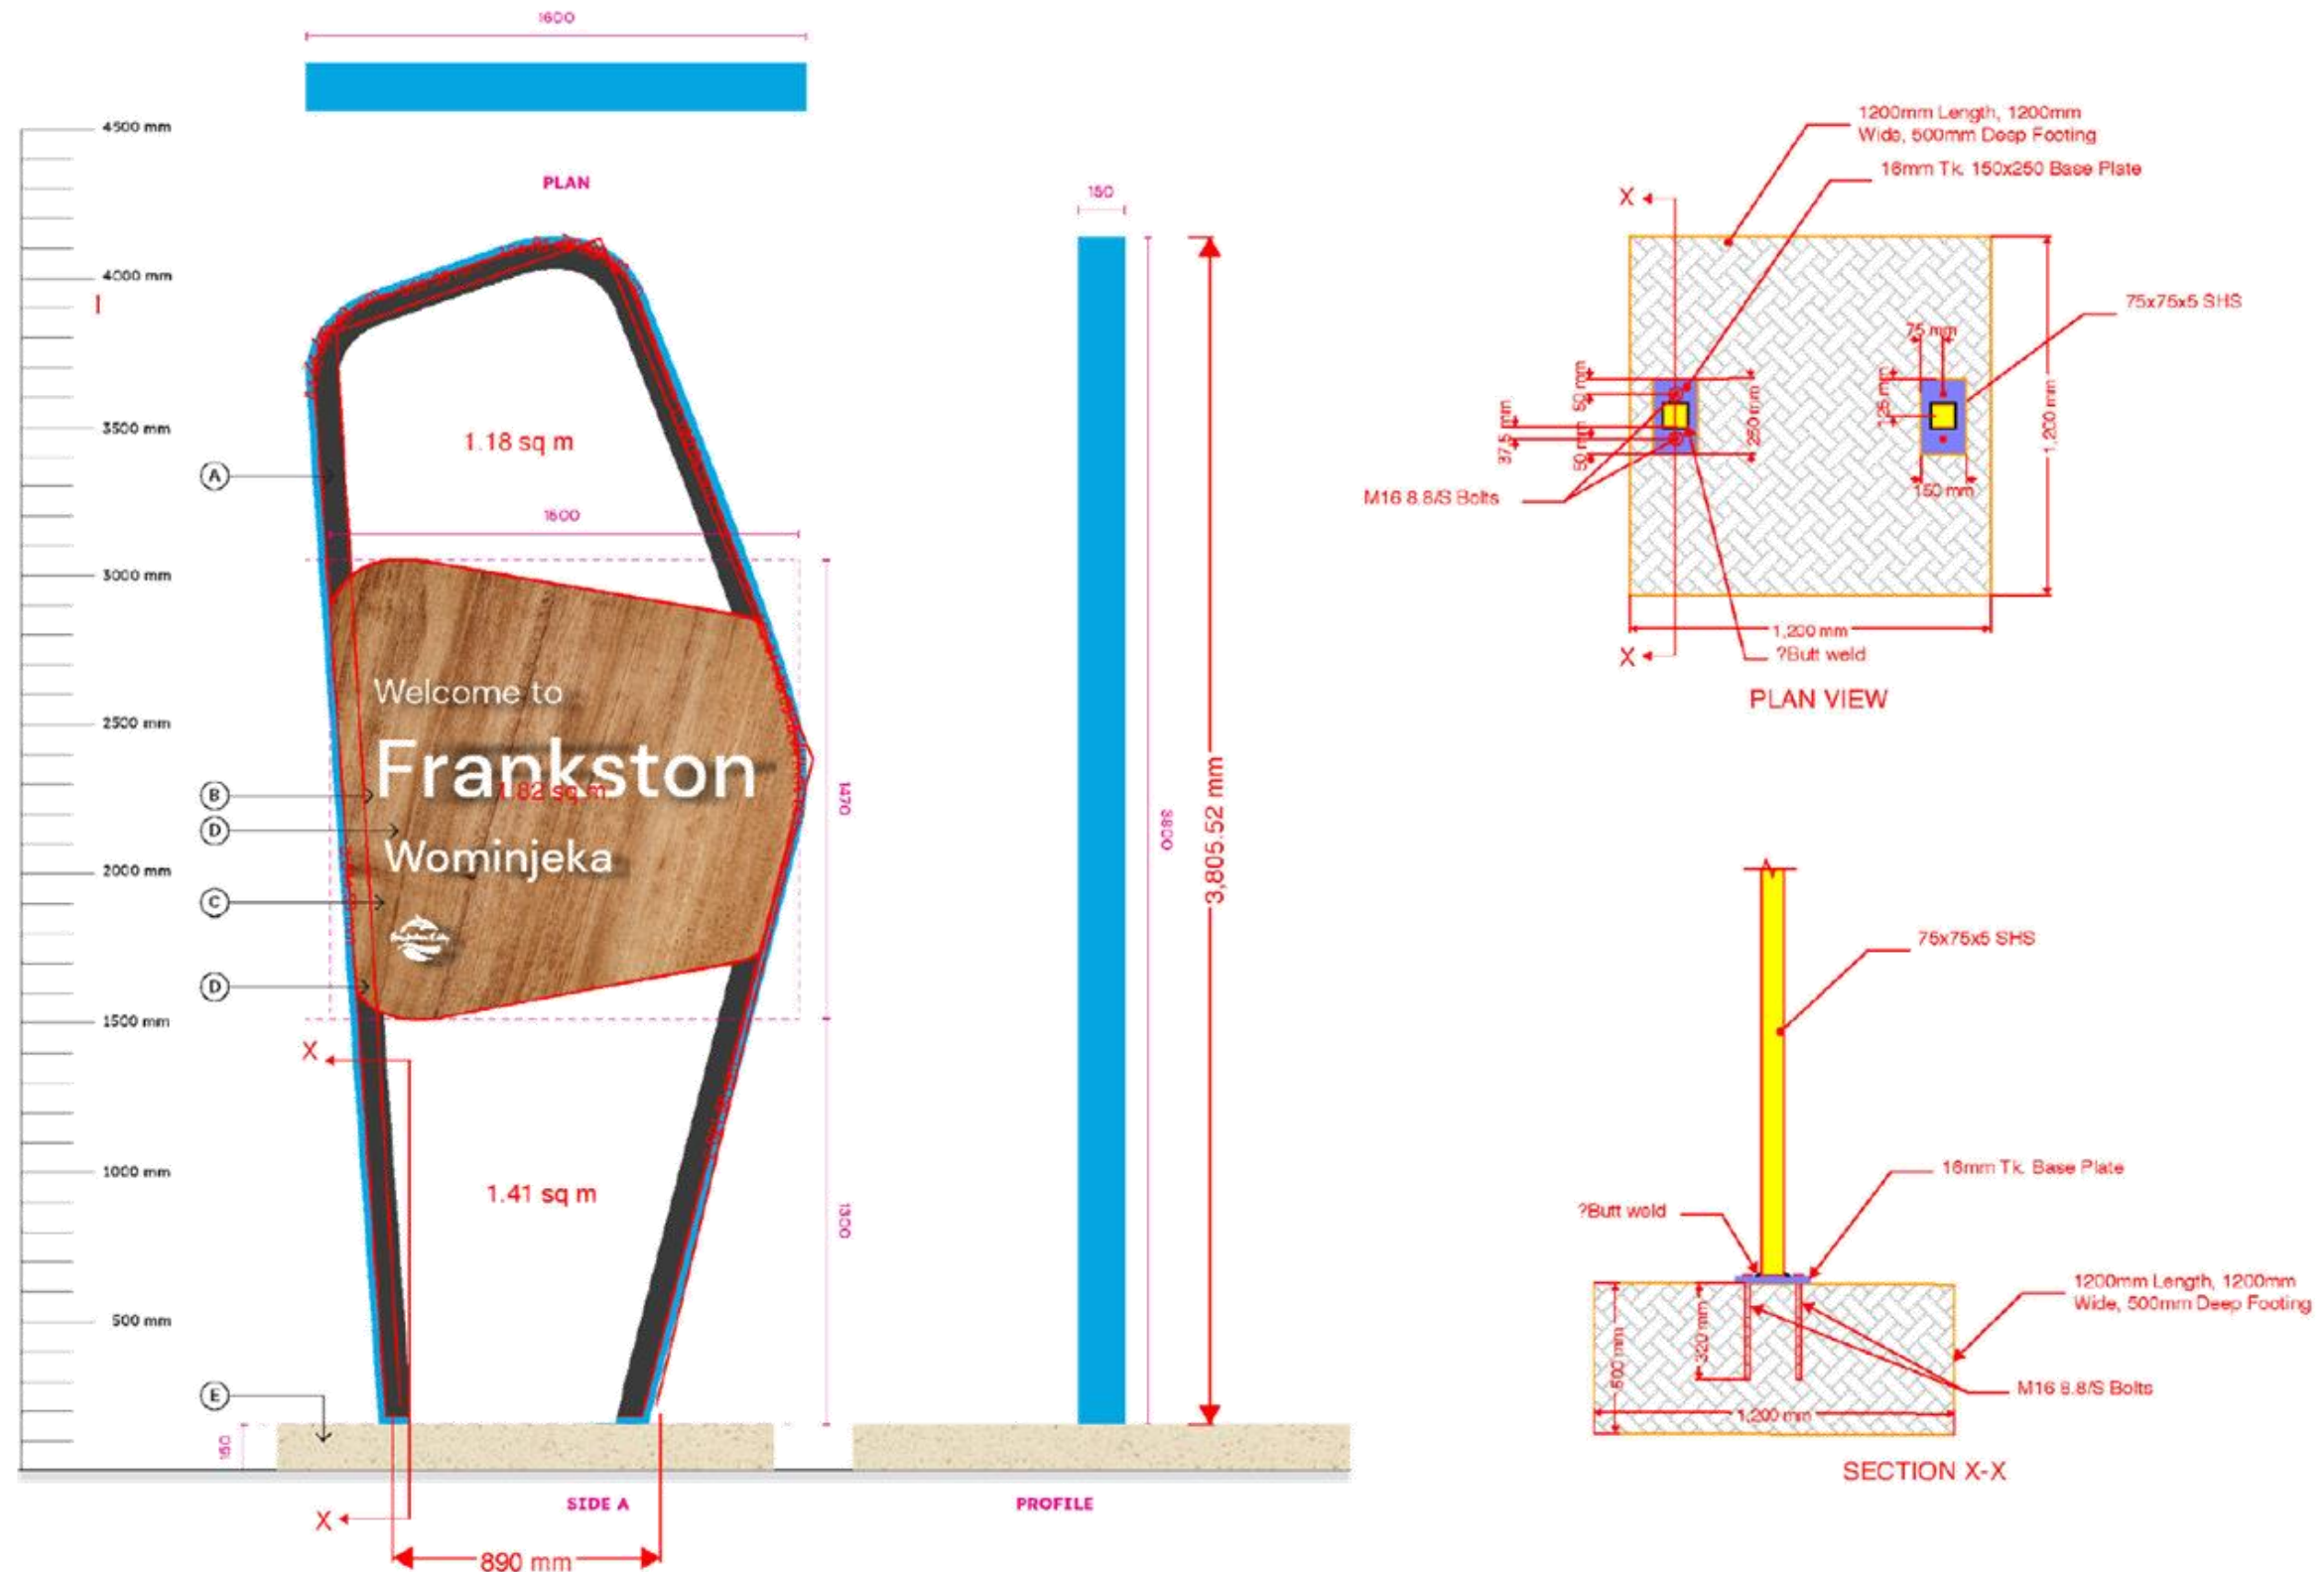 1600
PLAN
4500 mm
4000 mm
3500 mm
3000 mm
2500 mm
2000 mm
1500 mm
1000 mm
500 mm
A
B
D
C
D
E
1.18 sq m
1500
Welcome to
Frankston
1.82 sq m
Wominjeka
1.41 sq m
X
X
1470
1300
150
890 mm
SIDE A
150
3800
3,805.52 mm
PROFILE
1200mm Length, 1200mm
Wide, 500mm Deep Footing
16mm Tk. 150x250 Base Plate
X
75x75x5 SHS
75 mm
125 mm
150 mm
50 mm
37.5 mm
50 mm
250 mm
1,200 mm
M16 8.8/S Bolts
1,200 mm
X
?Butt weld
PLAN VIEW
75x75x5 SHS
16mm Tk. Base Plate
?Butt weld
1200mm Length, 1200mm
Wide, 500mm Deep Footing
500 mm
320 mm
M16 8.8/S Bolts
1,200 mm
SECTION X-X